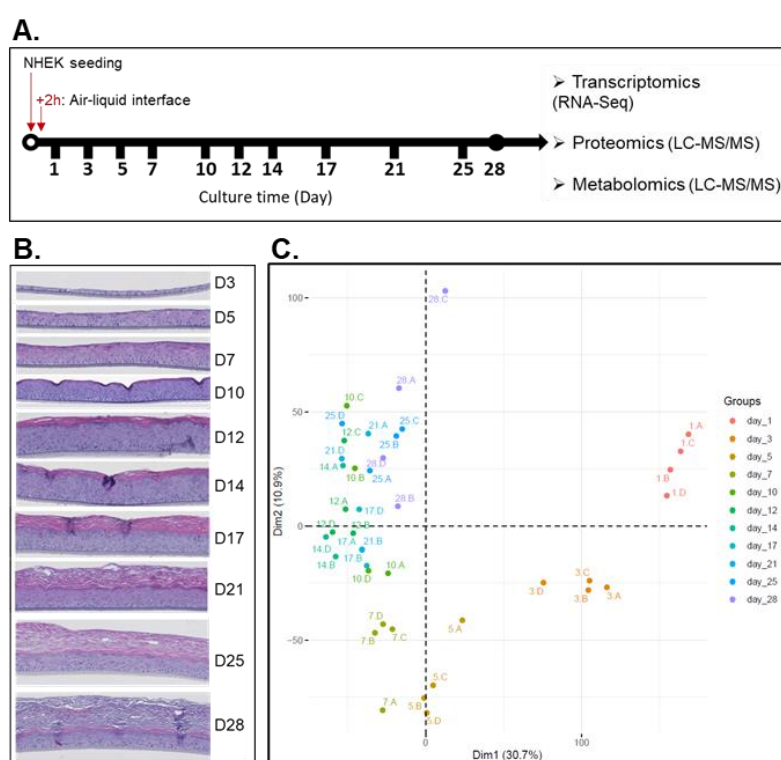 A.
NHEK seeding
+2h: Air-liquid interface
1 3 5 7 10 12 14 17 21 25 28
Culture time (Day)
➢ Transcriptomics
(RNA-Seq)
➢ Proteomics (LC-MS/MS)
➢ Metabolomics (LC-MS/MS)
B.
D3
D5
D7
D10
D12
D14
D17
D21
D25
D28
C.
28.C
100
28.A
10.C
25.D
21.A
25.C
12.C
25.B
50
1.A
1.C
21.D
28.D
14.A
10.B
25.A
1.B
1.D
12.A
17.D
28.B
0
12.D
12.B
17.A
21.B
14.D
14.B
17.B
10.D
10.A
3.C
3.D
3.B
3.A
7.D
5.A
7.B
7.C
-50
5.C
7.A
5.B
5.D
0
100
Dim1 (30.7%)
Dim2 (10.9%)
Groups
day_1
day_3
day_5
day_7
day_10
day_12
day_14
day_17
day_21
day_25
day_28